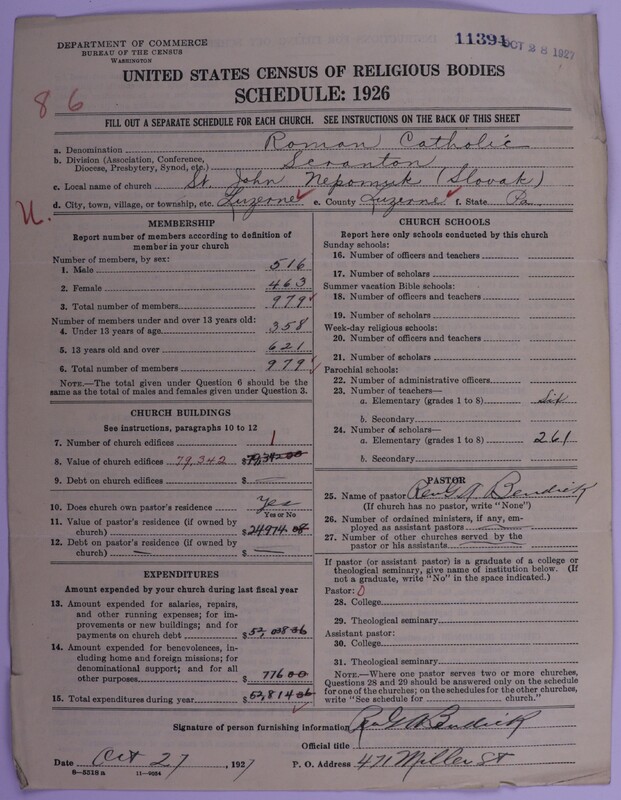 DEPARTMENT OF COMMERCE
BUREAU OF THE CENSUS
WASHINGTON
11394 OCT 28 1927
UNITED STATES CENSUS OF RELIGIOUS BODIES
SCHEDULE: 1926
86
FILL OUT A SEPARATE SCHEDULE FOR EACH CHURCH. SEE INSTRUCTIONS ON THE BACK OF THIS SHEET
a. Denomination Roman Catholic
b. Division (Association, Conference, Diocese, Presbytery, Synod, etc.) Scranton
c. Local name of church St. John Nepomuk (Slovak)
d. City, town, village, or township, etc. Luzerne e. County Luzerne f. State Pa.
U.
MEMBERSHIP
Report number of members according to definition of
member in your church
Number of members, by sex:
1. Male 516
2. Female 463
3. Total number of members 979
Number of members under and over 13 years old:
4. Under 13 years of age 358
5. 13 years old and over 621
6. Total number of members 979
NOTE.—The total given under Question 6 should be the
same as the total of males and females given under Question 3.
CHURCH BUILDINGS
See instructions, paragraphs 10 to 12
7. Number of church edifices 1
8. Value of church edifices 79,342 $79,342 00
9. Debt on church edifices $ —
10. Does church own pastor's residence Yes
Yes or No
11. Value of pastor's residence (if owned by
church) $24974 00
12. Debt on pastor's residence (if owned by
church) — $ —
EXPENDITURES
Amount expended by your church during last fiscal year
13. Amount expended for salaries, repairs,
and other running expenses; for im-
provements or new buildings; and for
payments on church debt $52,038 36
14. Amount expended for benevolences, in-
cluding home and foreign missions; for
denominational support; and for all
other purposes $776 00
15. Total expenditures during year $52,814 36
CHURCH SCHOOLS
Report here only schools conducted by this church
Sunday schools:
16. Number of officers and teachers
17. Number of scholars
Summer vacation Bible schools:
18. Number of officers and teachers
19. Number of scholars
Week-day religious schools:
20. Number of officers and teachers
21. Number of scholars
Parochial schools:
22. Number of administrative officers
23. Number of teachers—
a. Elementary (grades 1 to 8) Six
b. Secondary
24. Number of scholars—
a. Elementary (grades 1 to 8) 261
b. Secondary
PASTOR
25. Name of pastor Rev. G. A. Bendick
(If church has no pastor, write "None")
26. Number of ordained ministers, if any, em-
ployed as assistant pastors —
27. Number of other churches served by the
pastor or his assistants —
If pastor (or assistant pastor) is a graduate of a college or
theological seminary, give name of institution below. (If
not a graduate, write "No" in the space indicated.)
Pastor: 0
28. College
29. Theological seminary
Assistant pastor:
30. College
31. Theological seminary
NOTE.—Where one pastor serves two or more churches,
Questions 28 and 29 should be answered only on the schedule
for one of the churches; on the schedules for the other churches,
write "See schedule for church."
Signature of person furnishing information Rev. G. A. Bendick
Official title
Date Oct 27, 1927 P. O. Address 471 Miller St
8—5318 a 11—9984